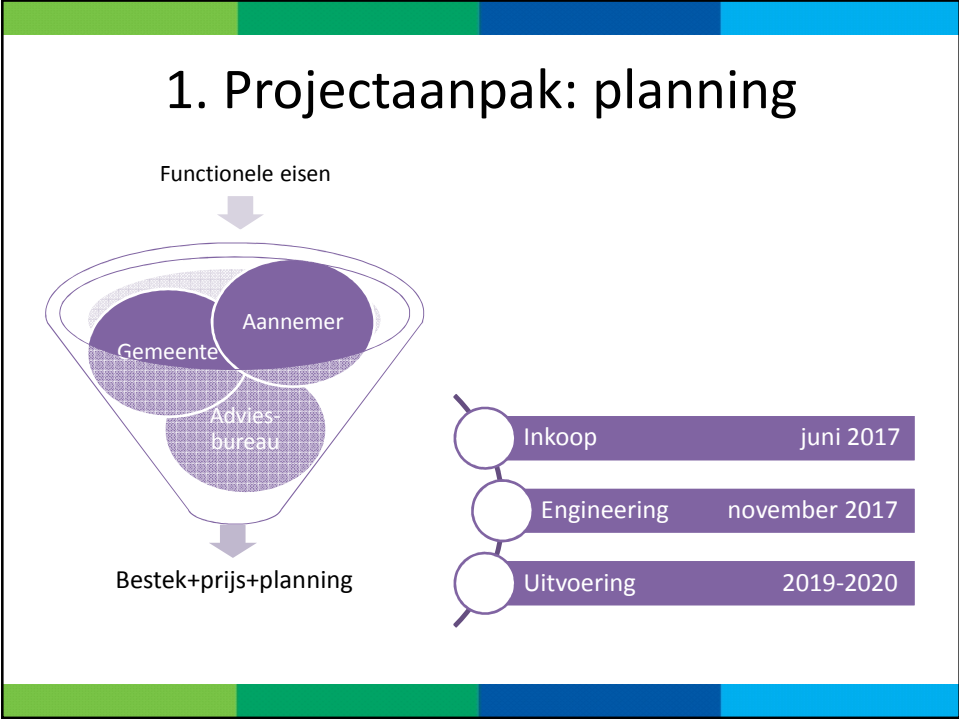 1. Projectaanpak: planning
Functionele eisen
Aannemer
Gemeente
Advies-
bureau
Bestek+prijs+planning
Inkoop juni 2017
Engineering november 2017
Uitvoering 2019-2020